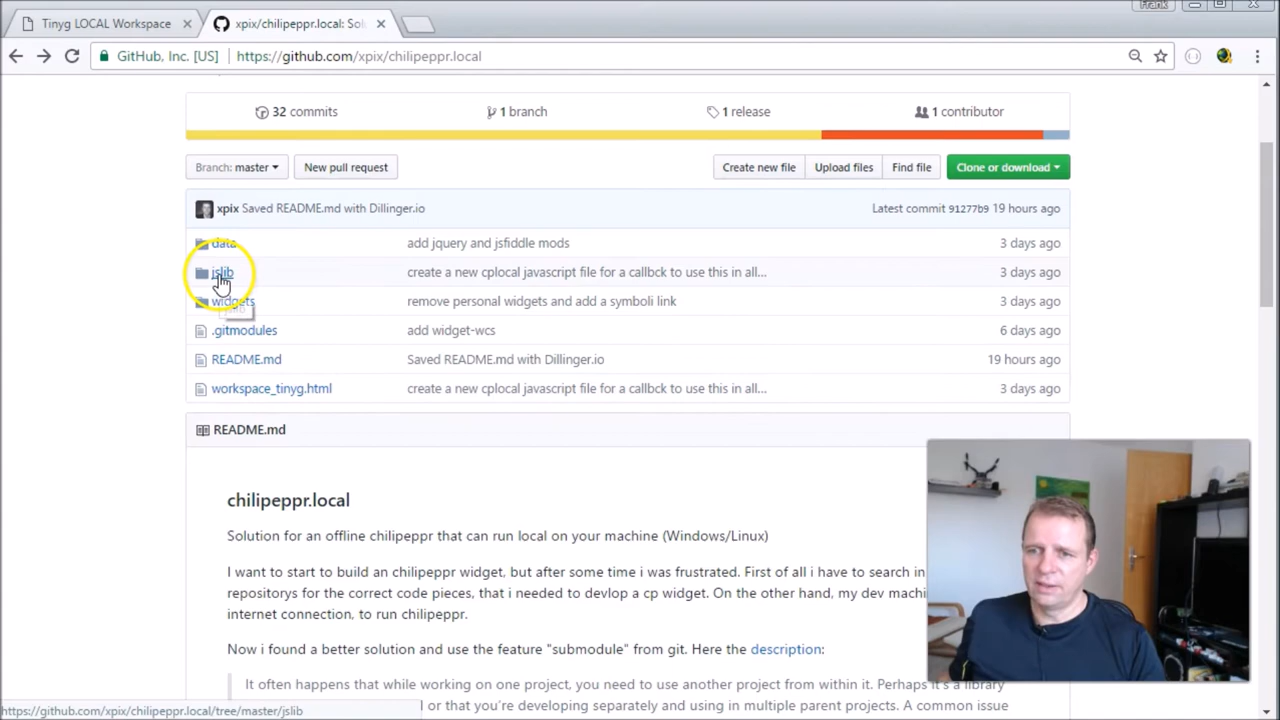 Frank
Tinyg LOCAL Workspace
xpix/chilipeppr.local: Sol
GitHub, Inc. [US] https://github.com/xpix/chilipeppr.local
32 commits 1 branch 1 release 1 contributor
Branch: master New pull request Create new file Upload files Find file Clone or download
xpix Saved README.md with Dillinger.io Latest commit 91277b9 19 hours ago
data add jquery and jsfiddle mods 3 days ago
jslib create a new cplocal javascript file for a callbck to use this in all... 3 days ago
widgets remove personal widgets and add a symboli link 3 days ago
jslib
.gitmodules add widget-wcs 6 days ago
README.md Saved README.md with Dillinger.io 19 hours ago
workspace_tinyg.html create a new cplocal javascript file for a callbck to use this in all... 3 days ago
README.md
chilipeppr.local
Solution for an offline chilipeppr that can run local on your machine (Windows/Linux)
I want to start to build an chilipeppr widget, but after some time i was frustrated. First of all i have to search in
repositorys for the correct code pieces, that i needed to devlop a cp widget. On the other hand, my dev machi
internet connection, to run chilipeppr.
Now i found a better solution and use the feature "submodule" from git. Here the description:
It often happens that while working on one project, you need to use another project from within it. Perhaps it's a library
d or that you're developing separately and using in multiple parent projects. A common issue
https://github.com/xpix/chilipeppr.local/tree/master/jslib